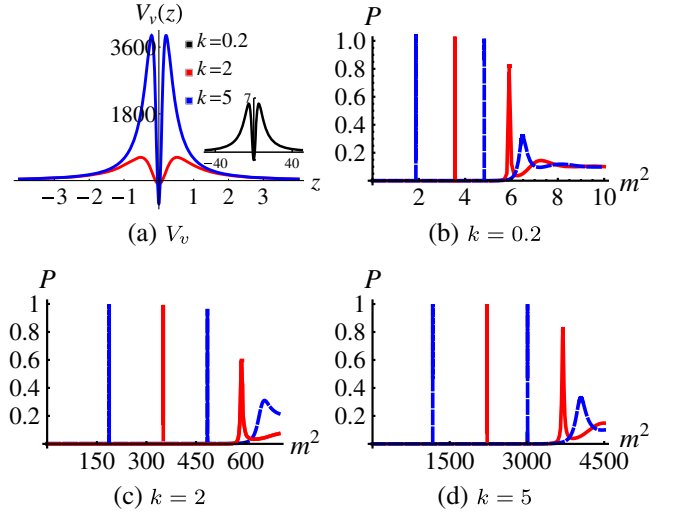 V_v(z)
3600
1800
k=0.2
k=2
k=5
7
−40 40
−3 −2 −1 1 2 3 z
(a) V_v
P
1.0
0.8
0.6
0.4
0.2
2 4 6 8 10 m²
(b) k = 0.2
P
1
0.8
0.6
0.4
0.2
150 300 450 600 m²
(c) k = 2
P
1
0.8
0.6
0.4
0.2
1500 3000 4500 m²
(d) k = 5